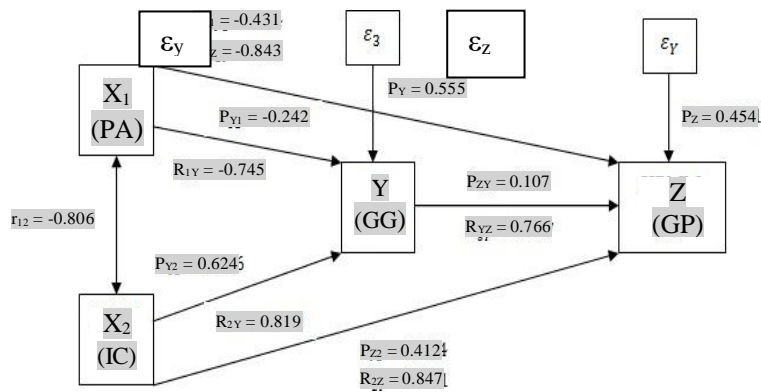 = -0.431
εy
= -0.843
ε3
εz
εY
X1
(PA)
PY = 0.555
PY1 = -0.242
PZ = 0.454
R1Y = -0.745
Y
(GG)
PZY = 0.107
Z
(GP)
r12 = -0.806
RYZ = 0.766
PY2 = 0.624
X2
(IC)
R2Y = 0.819
PZ2 = 0.412
R2Z = 0.847